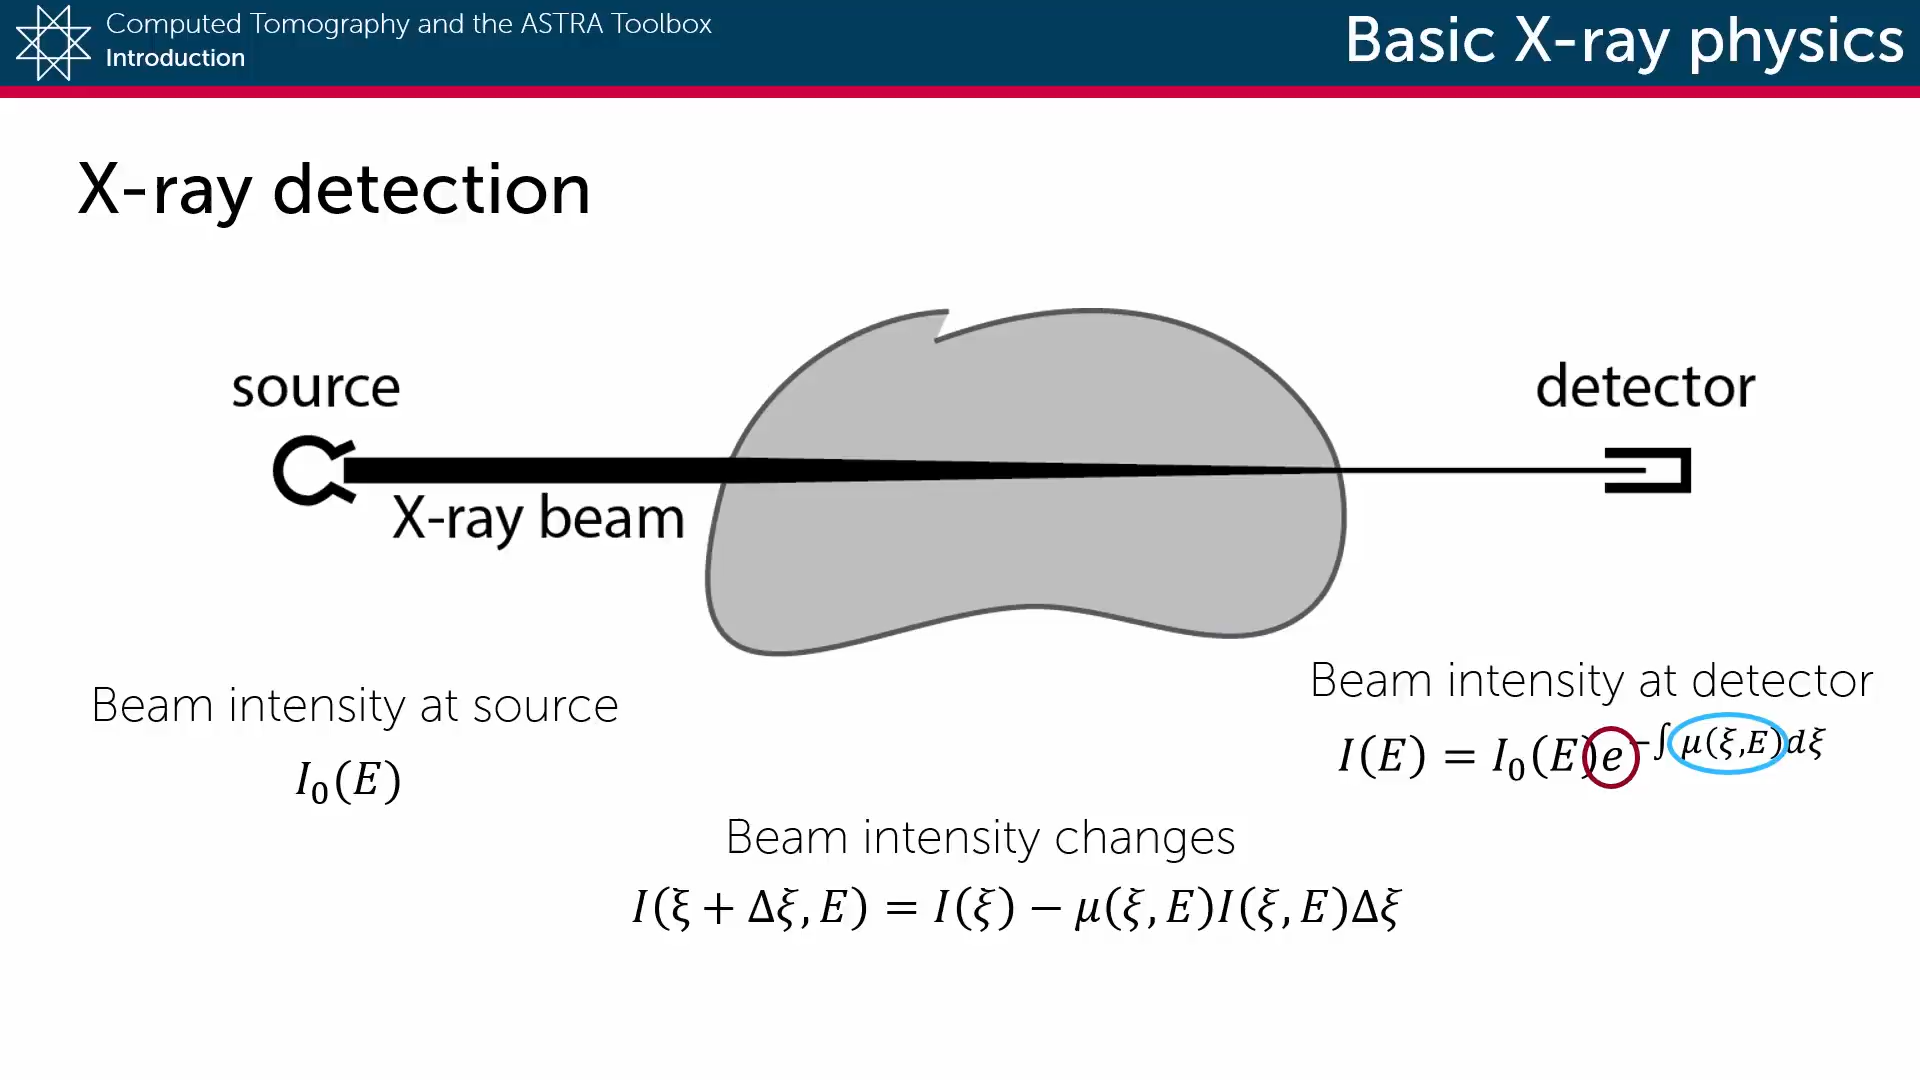 Computed Tomography and the ASTRA Toolbox
Introduction
Basic X-ray physics
X-ray detection
source
detector
X-ray beam
Beam intensity at source
I₀(E)
Beam intensity at detector
I(E) = I₀(E)e^{−∫μ(ξ,E)dξ}
Beam intensity changes
I(ξ + Δξ, E) = I(ξ) − μ(ξ, E)I(ξ, E)Δξ